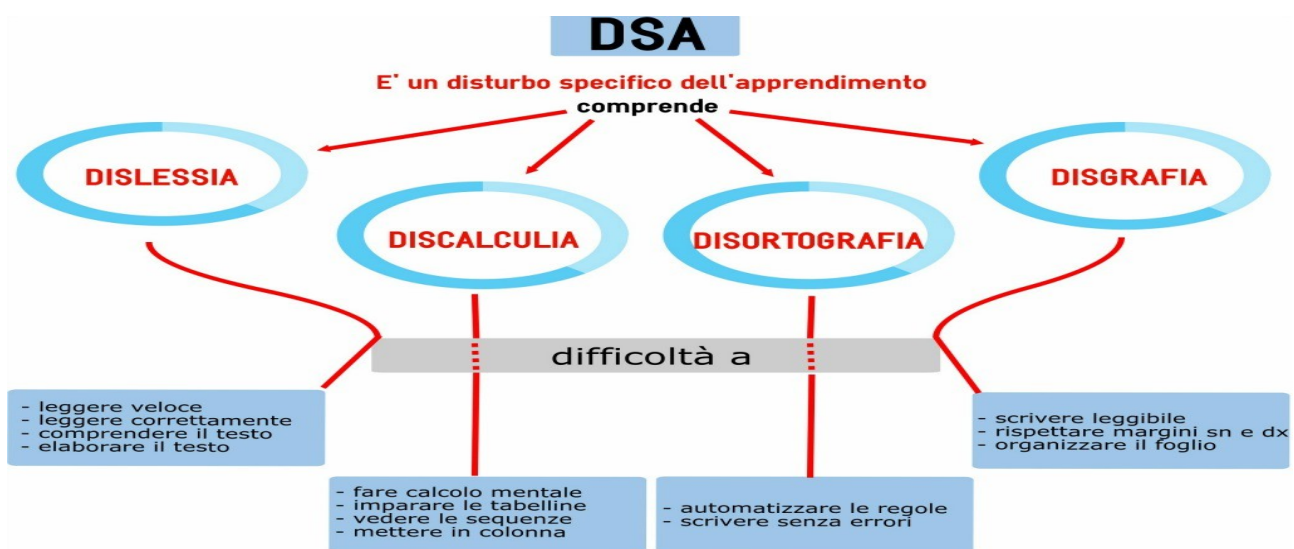 DSA
E' un disturbo specifico dell'apprendimento
comprende
DISLESSIA
DISCALCULIA
DISORTOGRAFIA
DISGRAFIA
difficoltà a
- leggere veloce
- leggere correttamente
- comprendere il testo
- elaborare il testo
- fare calcolo mentale
- imparare le tabelline
- vedere le sequenze
- mettere in colonna
- automatizzare le regole
- scrivere senza errori
- scrivere leggibile
- rispettare margini sn e dx
- organizzare il foglio